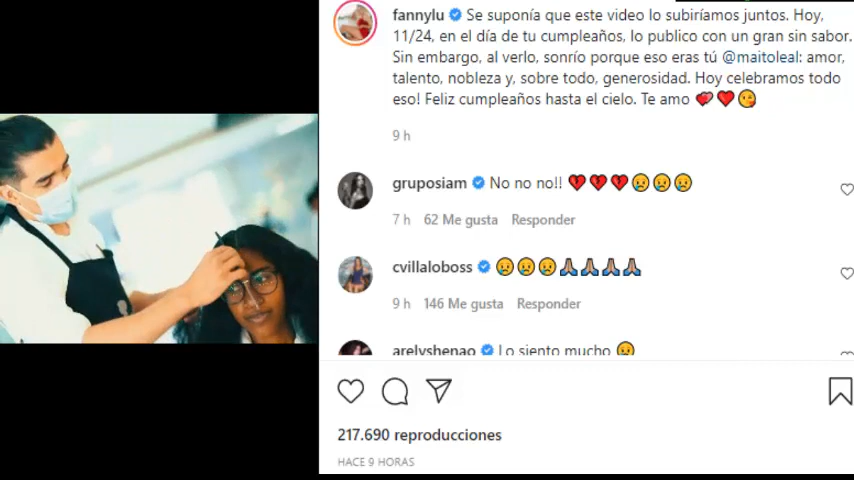 fannylu Se suponía que este video lo subiríamos juntos. Hoy,
11/24, en el día de tu cumpleaños, lo publico con un gran sin sabor.
Sin embargo, al verlo, sonrío porque eso eras tú @maitoleal: amor,
talento, nobleza y, sobre todo, generosidad. Hoy celebramos todo
eso! Feliz cumpleaños hasta el cielo. Te amo 💞❤️😘
9 h
gruposiam No no no!! 💔💔💔😢😢😢
7 h 62 Me gusta Responder
cvillaloboss 😢😢😢🙏🏽🙏🏽🙏🏽🙏🏽
9 h 146 Me gusta Responder
arelyshenao Lo siento mucho 😢
217.690 reproducciones
HACE 9 HORAS